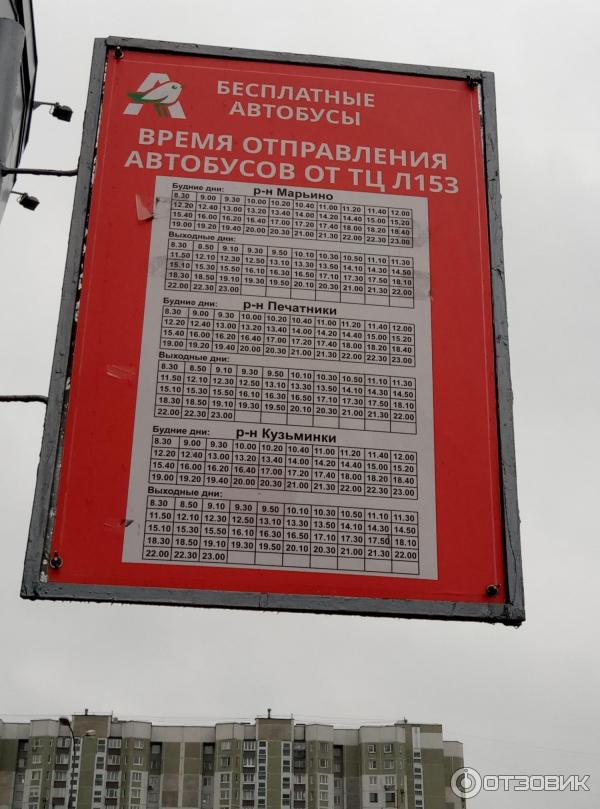 БЕСПЛАТНЫЕ
АВТОБУСЫ
ВРЕМЯ ОТПРАВЛЕНИЯ
АВТОБУСОВ ОТ ТЦ Л153
Будние дни: р-н Марьино
8.30 9.00 9.30 10.00 10.20 10.40 11.00 11.20 11.40 12.00
12.20 12.40 13.00 13.20 13.40 14.00 14.20 14.40 15.00 15.20
15.40 16.00 16.20 16.40 17.00 17.20 17.40 18.00 18.20 18.40
19.00 19.20 19.40 20.00 20.30 21.00 21.30 22.00 22.30 23.00
Выходные дни:
8.30 8.50 9.10 9.30 9.50 10.10 10.30 10.50 11.10 11.30
11.50 12.10 12.30 12.50 13.10 13.30 13.50 14.10 14.30 14.50
15.10 15.30 15.50 16.10 16.30 16.50 17.10 17.30 17.50 18.10
18.30 18.50 19.10 19.30 19.50 20.10 20.30 21.00 21.30 22.00
22.00 22.30 23.00
Будние дни: р-н Печатники
8.30 9.00 9.30 10.00 10.20 10.40 11.00 11.20 11.40 12.00
12.20 12.40 13.00 13.20 13.40 14.00 14.20 14.40 15.00 15.20
15.40 16.00 16.20 16.40 17.00 17.20 17.40 18.00 18.20 18.40
19.00 19.20 19.40 20.00 20.30 21.00 21.30 22.00 22.30 23.00
Выходные дни:
8.30 8.50 9.10 9.30 9.50 10.10 10.30 10.50 11.10 11.30
11.50 12.10 12.30 12.50 13.10 13.30 13.50 14.10 14.30 14.50
15.10 15.30 15.50 16.10 16.30 16.50 17.10 17.30 17.50 18.10
18.30 18.50 19.10 19.30 19.50 20.10 20.30 21.00 21.30 22.00
22.00 22.30 23.00
Будние дни: р-н Кузьминки
8.30 9.00 9.30 10.00 10.20 10.40 11.00 11.20 11.40 12.00
12.20 12.40 13.00 13.20 13.40 14.00 14.20 14.40 15.00 15.20
15.40 16.00 16.20 16.40 17.00 17.20 17.40 18.00 18.20 18.40
19.00 19.20 19.40 20.00 20.30 21.00 21.30 22.00 22.30 23.00
Выходные дни:
8.30 8.50 9.10 9.30 9.50 10.10 10.30 10.50 11.10 11.30
11.50 12.10 12.30 12.50 13.10 13.30 13.50 14.10 14.30 14.50
15.10 15.30 15.50 16.10 16.30 16.50 17.10 17.30 17.50 18.10
18.30 18.50 19.10 19.30 19.50 20.10 20.30 21.00 21.30 22.00
22.00 22.30 23.00
ОТЗОВИК